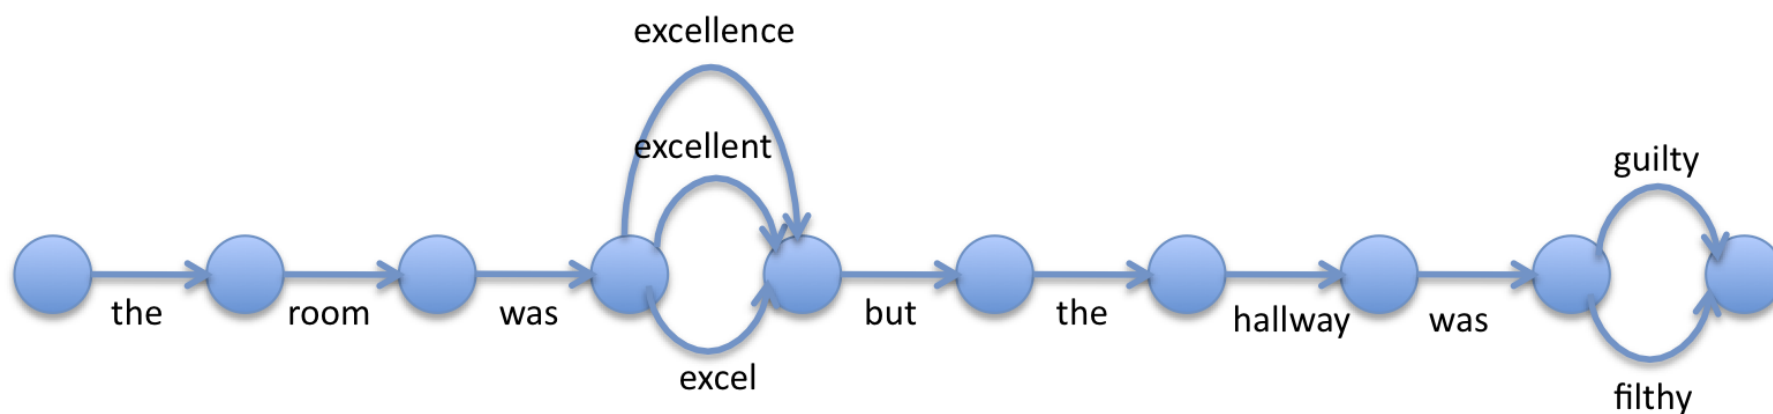 excellence
excellent
guilty
the room was but the hallway was
excel
filthy